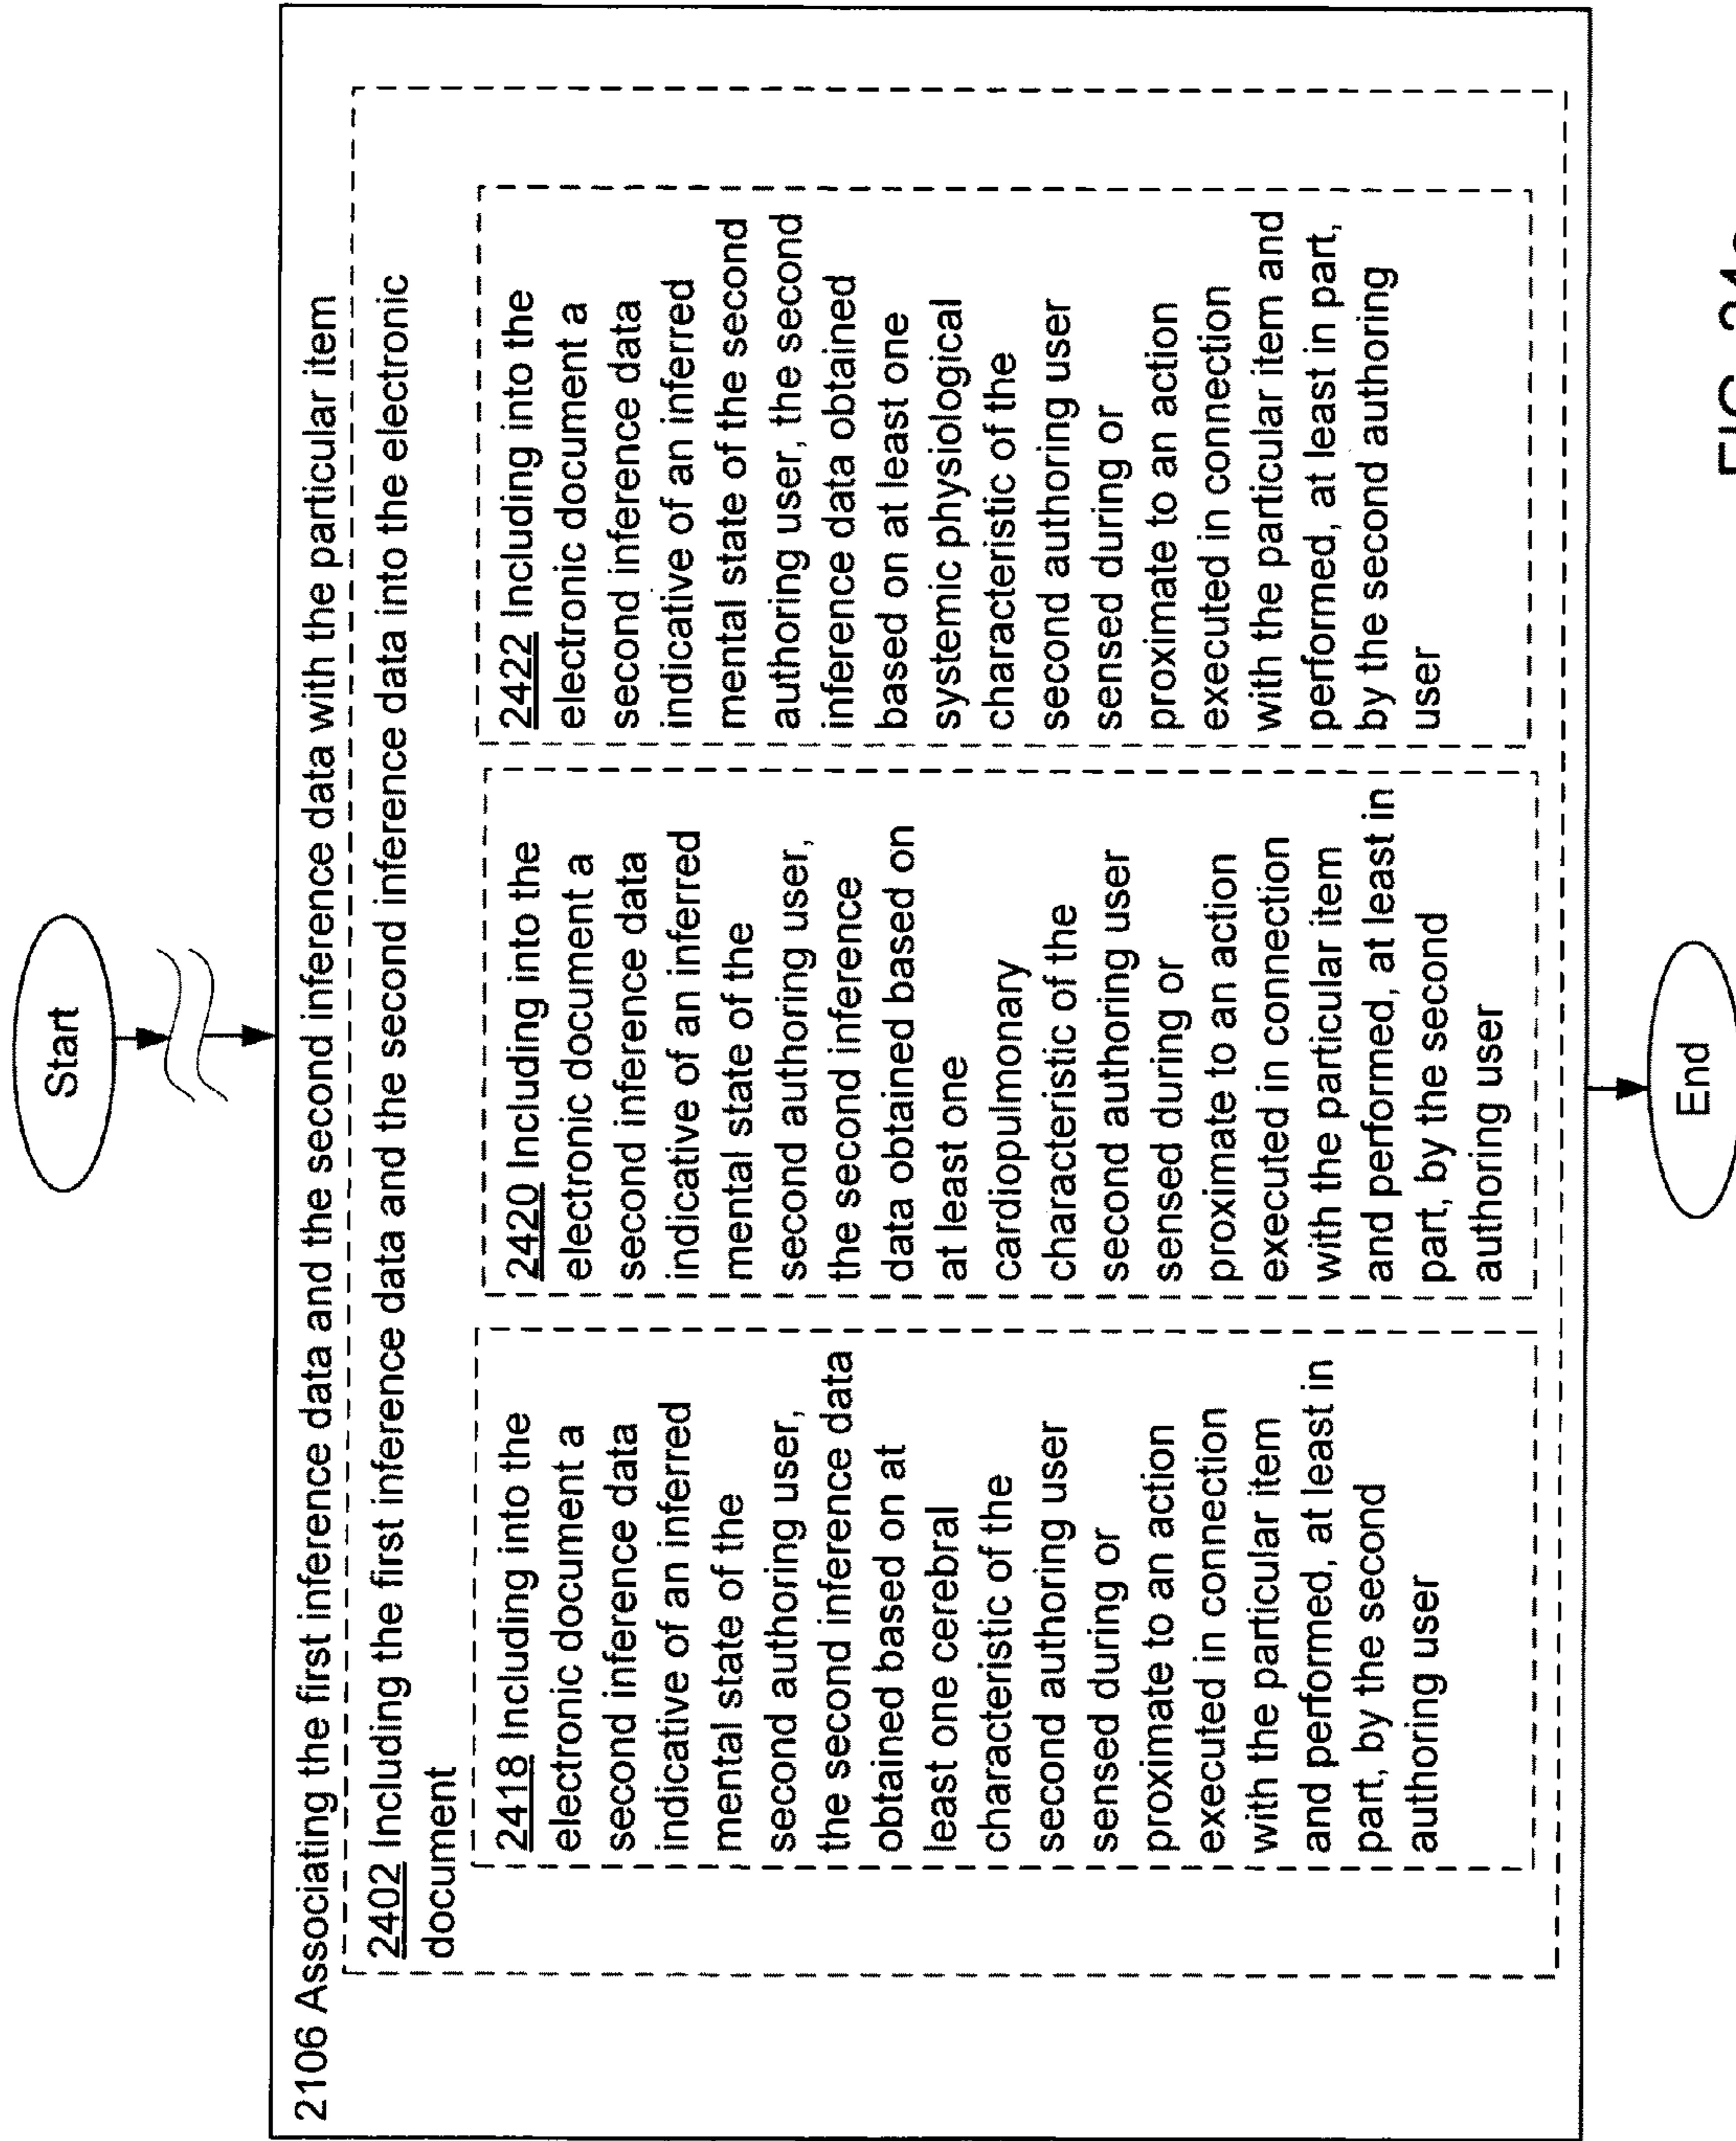 Start
2106 Associating the first inference data and the second inference data with the particular item
2402 Including the first inference data and the second inference data into the electronic
document
2418 Including into the
electronic document a
second inference data
indicative of an inferred
mental state of the
second authoring user,
the second inference data
obtained based on at
least one cerebral
characteristic of the
second authoring user
sensed during or
proximate to an action
executed in connection
with the particular item
and performed, at least in
part, by the second
authoring user
2420 Including into the
electronic document a
second inference data
indicative of an inferred
mental state of the
second authoring user,
the second inference
data obtained based on
at least one
cardiopulmonary
characteristic of the
second authoring user
sensed during or
proximate to an action
executed in connection
with the particular item
and performed, at least in
part, by the second
authoring user
2422 Including into the
electronic document a
second inference data
indicative of an inferred
mental state of the second
authoring user, the second
inference data obtained
based on at least one
systemic physiological
characteristic of the
second authoring user
sensed during or
proximate to an action
executed in connection
with the particular item and
performed, at least in part,
by the second authoring
user
End
FIG.